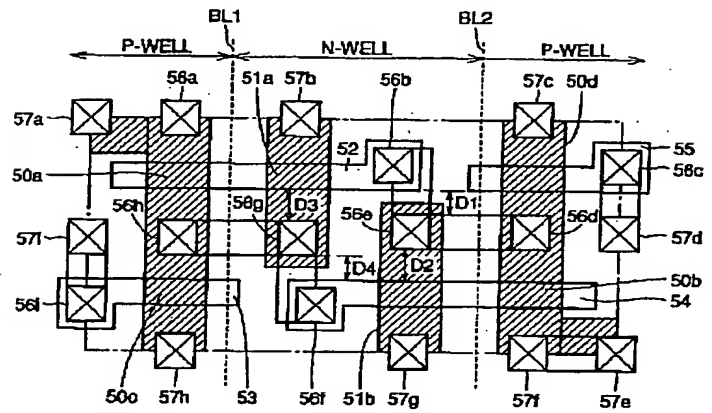 BL1 BL2
P-WELL N-WELL P-WELL
56a 51a 57b 56b 57c 50d
57a 52 55
50a 56c
D3 D1
56h 56g 56e 56d
57i D4 D2 57d
56i 50b
54
50c 57h 53 56f 51b 57g 57f 57e